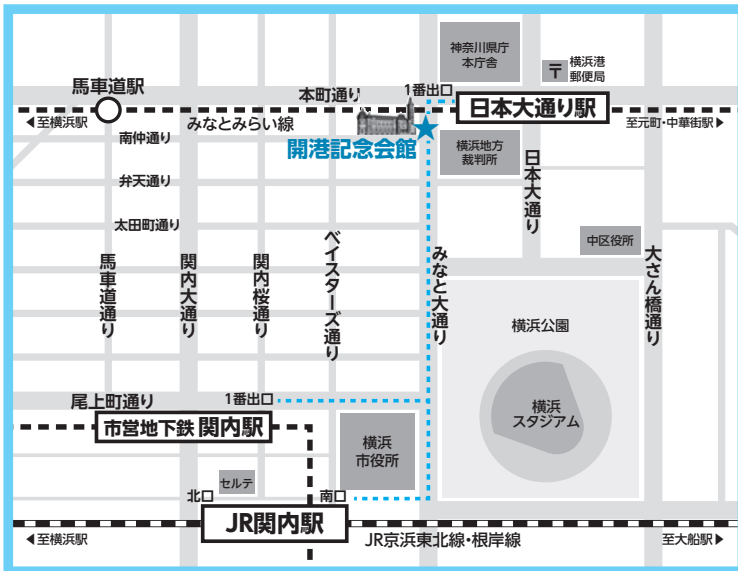 神奈川県庁
本庁舎
〒
横浜港
郵便局
馬車道駅
本町通り
1番出口
日本大通り駅
◀至横浜駅
みなとみらい線
至元町・中華街駅▶
南仲通り
開港記念会館
横浜地方
裁判所
日本大通り
弁天通り
太田町通り
中区役所
馬車道通り
関内大通り
関内桜通り
ベイスターズ通り
みなと大通り
大さん橋通り
横浜公園
横浜
スタジアム
尾上町通り
1番出口
市営地下鉄 関内駅
横浜
市役所
セルテ
北口
南口
JR関内駅
◀至横浜駅
JR京浜東北線・根岸線
至大船駅▶